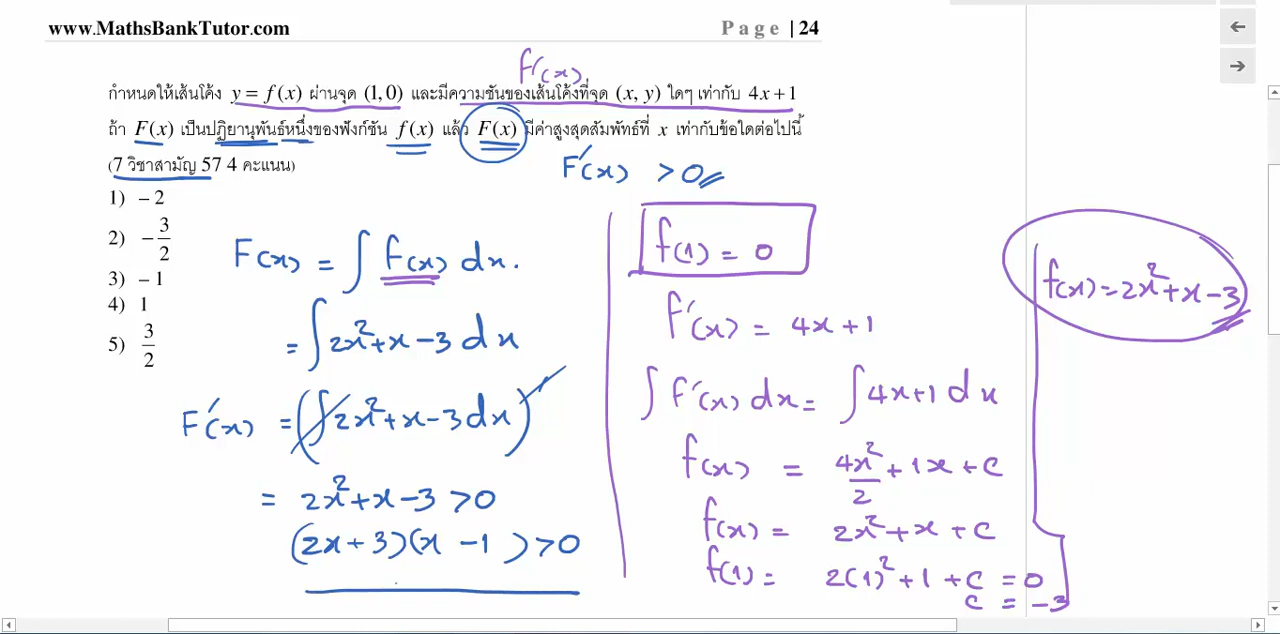 www.MathsBankTutor.com
Page | 24
f'(x)
กำหนดให้เส้นโค้ง y = f(x) ผ่านจุด (1,0) และมีความชันของเส้นโค้งที่จุด (x, y) ใดๆ เท่ากับ 4x+1
ถ้า F(x) เป็นปฏิยานุพันธ์หนึ่งของฟังก์ชัน f(x) แล้ว F(x) มีค่าสูงสุดสัมพัทธ์ที่ x เท่ากับข้อใดต่อไปนี้
(7 วิชาสามัญ 57 4 คะแนน)
F'(x) > 0
1) -2
2) -3/2
3) -1
4) 1
5) 3/2
F(x) = ∫ f(x) dx.
= ∫ 2x²+x-3 dx
F'(x) = (∫ 2x²+x-3 dx)'
= 2x²+x-3 >0
(2x+3)(x-1) >0
f(1) = 0
f'(x) = 4x+1
∫ f'(x) dx = ∫ 4x+1 dx
f(x) = 4x²/2 + 1x + c
f(x) = 2x² + x + c
f(1) = 2(1)² + 1 + c = 0
c = -3
f(x) = 2x²+x-3